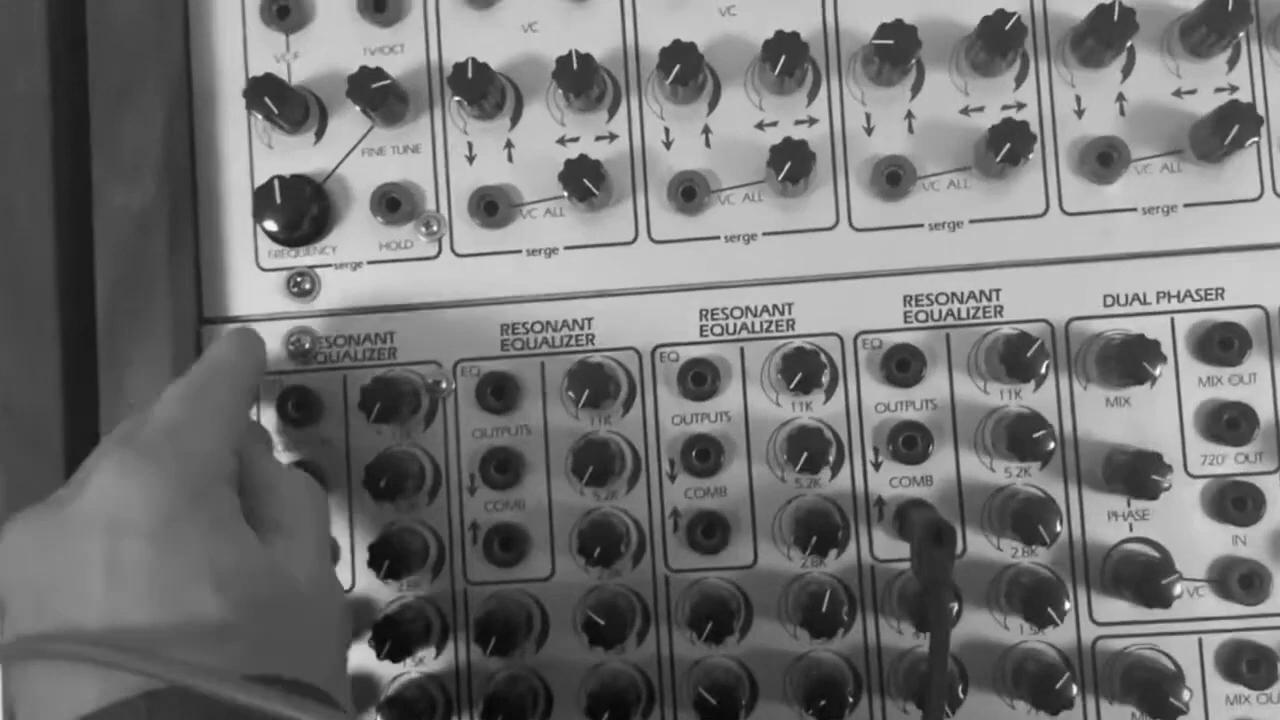 VC
VC
VCF
1V/OCT
FINE TUNE
FREQUENCY
HOLD
serge
VC ALL
serge
VC ALL
serge
VC ALL
serge
VC ALL
serge
RESONANT
EQUALIZER
RESONANT
EQUALIZER
EQ
OUTPUTS
COMB
11K
5.2K
RESONANT
EQUALIZER
EQ
OUTPUTS
COMB
11K
5.2K
2.8K
RESONANT
EQUALIZER
EQ
OUTPUTS
COMB
11K
5.2K
2.8K
1.5K
1.5K
DUAL PHASER
MIX
MIX OUT
720° OUT
PHASE
IN
VC
MIX OU